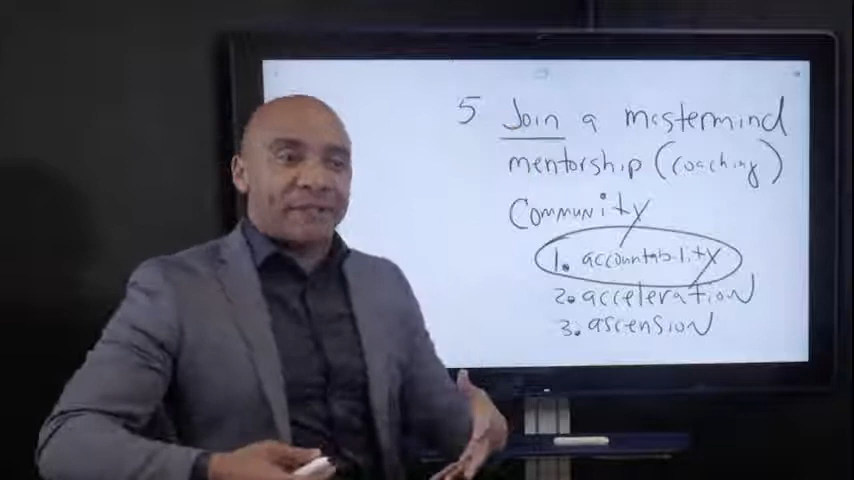 5 Join a mastermind
mentorship (coaching)
Community
1. accountability
2. acceleration
3. ascension